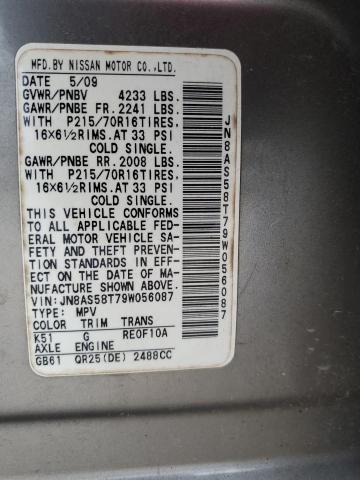 MFD.BY NISSAN MOTOR CO.,LTD.
DATE 5/09
GVWR/PNBV 4233 LBS.
GAWR/PNBE FR. 2241 LBS.
WITH P215/70R16TIRES.
16X6½RIMS.AT 33 PSI
COLD SINGLE.
GAWR/PNBE RR. 2008 LBS.
WITH P215/70R16TIRES.
16X6½RIMS.AT 33 PSI
COLD SINGLE.
THIS VEHICLE CONFORMS
TO ALL APPLICABLE FED-
ERAL MOTOR VEHICLE SA-
FETY AND THEFT PREV-
ENTION STANDARDS IN EF-
FECT ON THE DATE OF MA-
NUFACTURE SHOWN ABOVE.
VIN:JN8AS58T79W056087
TYPE: MPV
COLOR TRIM TRANS
K51 G RE0F10A
AXLE ENGINE
GB61 QR25(DE) 2488CC
JN8AS58T79W056087